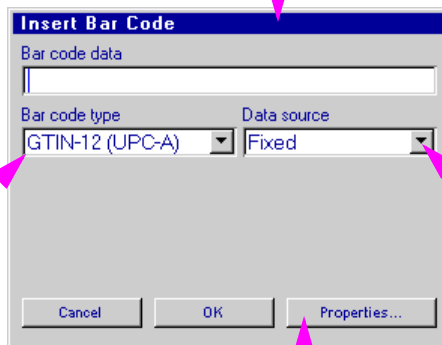 Insert Bar Code
Bar code data
Bar code type Data source
GTIN-12 (UPC-A) Fixed
Cancel OK Properties...